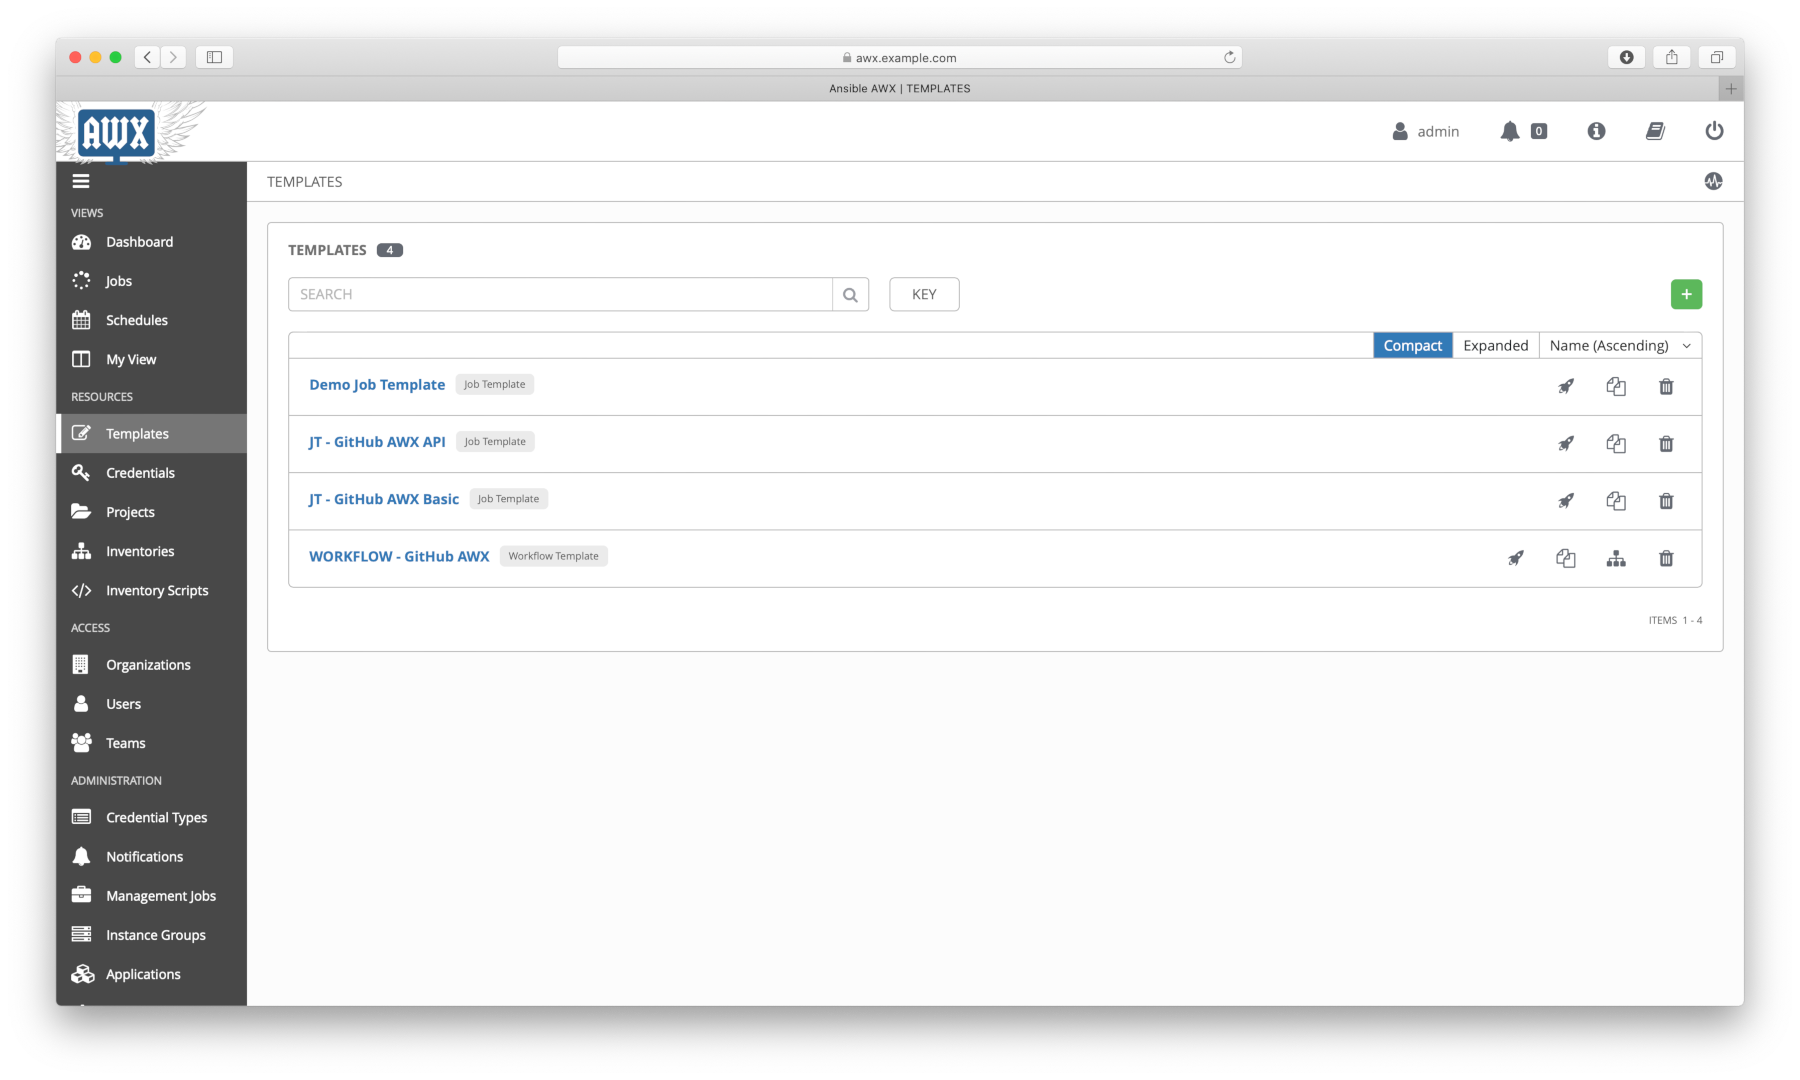 awx.example.com
Ansible AWX | TEMPLATES
AWX
admin
0
VIEWS
Dashboard
Jobs
Schedules
My View
RESOURCES
Templates
Credentials
Projects
Inventories
Inventory Scripts
ACCESS
Organizations
Users
Teams
ADMINISTRATION
Credential Types
Notifications
Management Jobs
Instance Groups
Applications
TEMPLATES
TEMPLATES 4
SEARCH
KEY
Compact Expanded Name (Ascending)
Demo Job Template Job Template
JT - GitHub AWX API Job Template
JT - GitHub AWX Basic Job Template
WORKFLOW - GitHub AWX Workflow Template
ITEMS 1 - 4